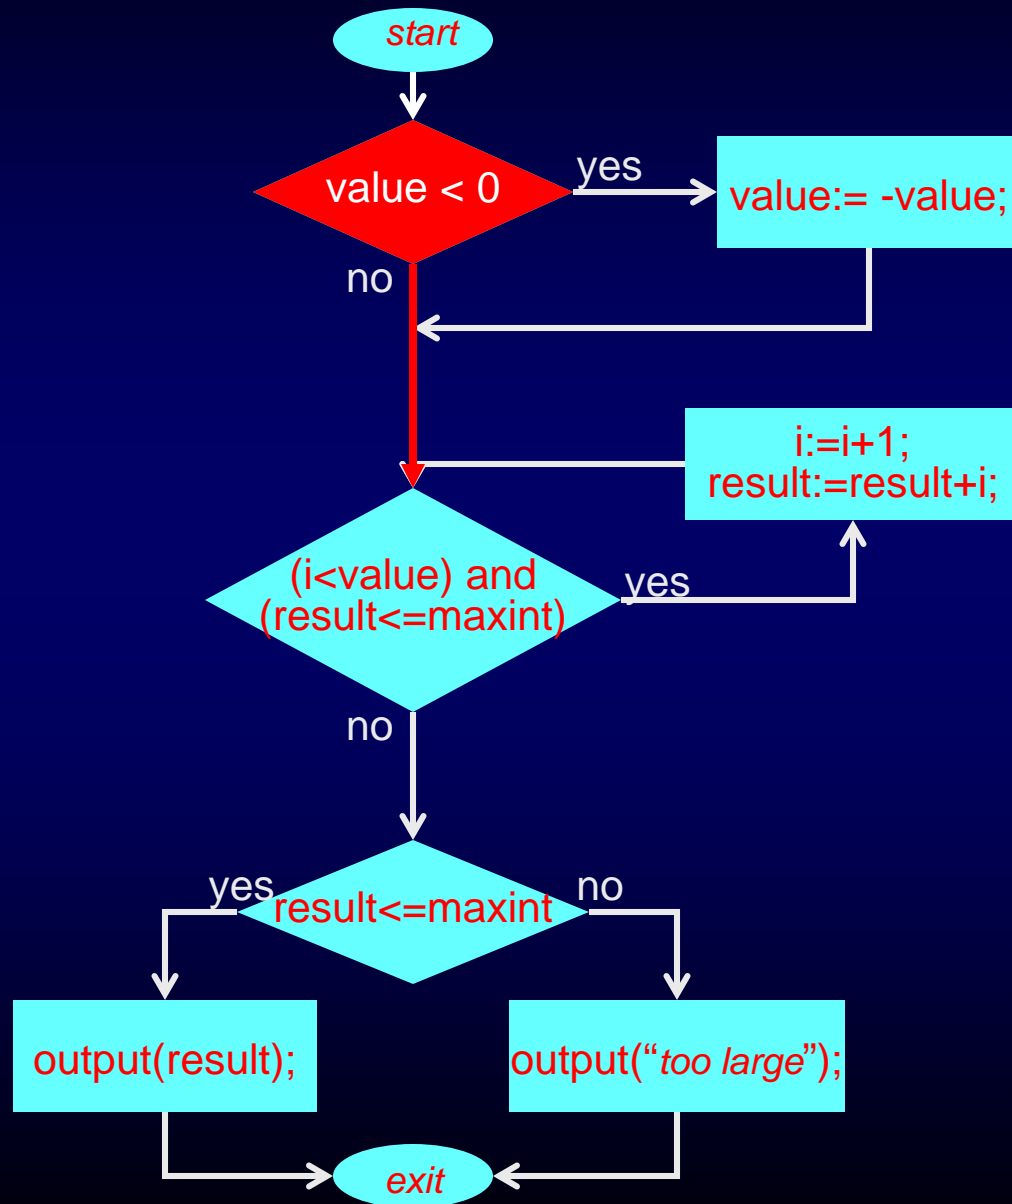 start
value < 0
yes
value:= -value;
no
i:=i+1;
result:=result+i;
(i<value) and
(result<=maxint)
yes
no
yes
result<=maxint
no
output(result);
output(“too large”);
exit